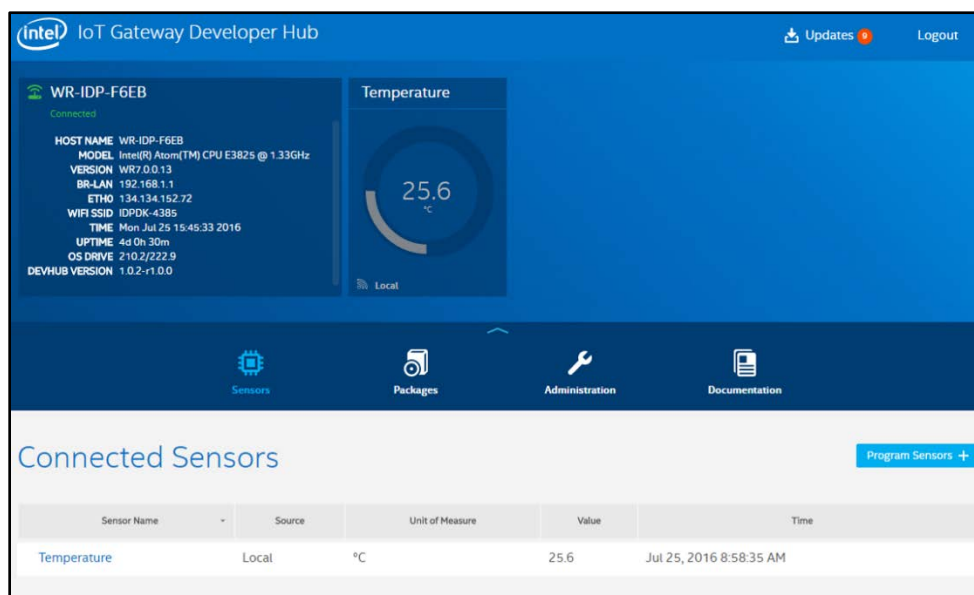 intel IoT Gateway Developer Hub
Updates 9
Logout
WR-IDP-F6EB
Connected
HOST NAME WR-IDP-F6EB
MODEL Intel(R) Atom(TM) CPU E3825 @ 1.33GHz
VERSION WR7.0.0.13
BR-LAN 192.168.1.1
ETH0 134.134.152.72
WIFI SSID IDPDK-4385
TIME Mon Jul 25 15:45:33 2016
UPTIME 4d 0h 30m
OS DRIVE 210.2/222.9
DEVHUB VERSION 1.0.2-r1.0.0
Temperature
25.6
°C
Local
Sensors
Packages
Administration
Documentation
Connected Sensors
Program Sensors +
Sensor Name Source Unit of Measure Value Time
Temperature Local °C 25.6 Jul 25, 2016 8:58:35 AM